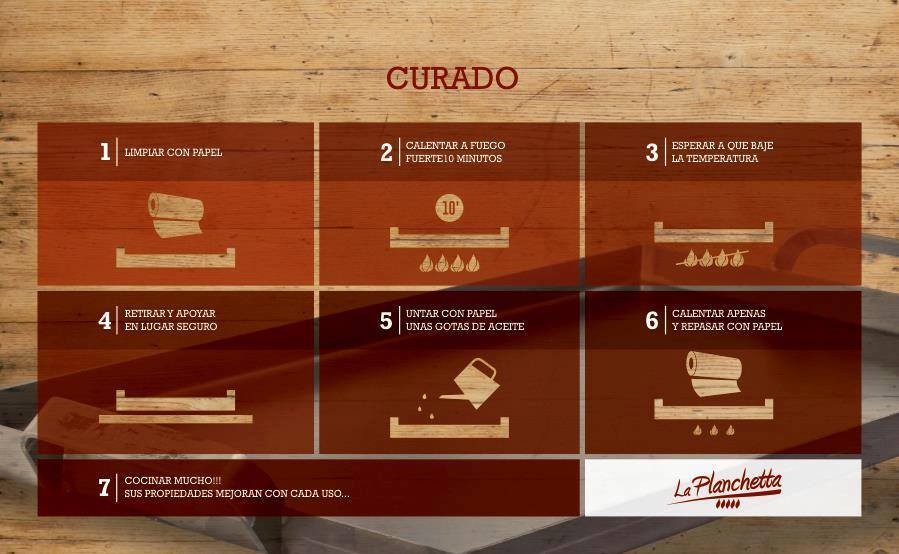 CURADO
1 LIMPIAR CON PAPEL
2 CALENTAR A FUEGO
FUERTE10 MINUTOS
10'
3 ESPERAR A QUE BAJE
LA TEMPERATURA
4 RETIRAR Y APOYAR
EN LUGAR SEGURO
5 UNTAR CON PAPEL
UNAS GOTAS DE ACEITE
6 CALENTAR APENAS
Y REPASAR CON PAPEL
7 COCINAR MUCHO!!!
SUS PROPIEDADES MEJORAN CON CADA USO...
La Planchetta